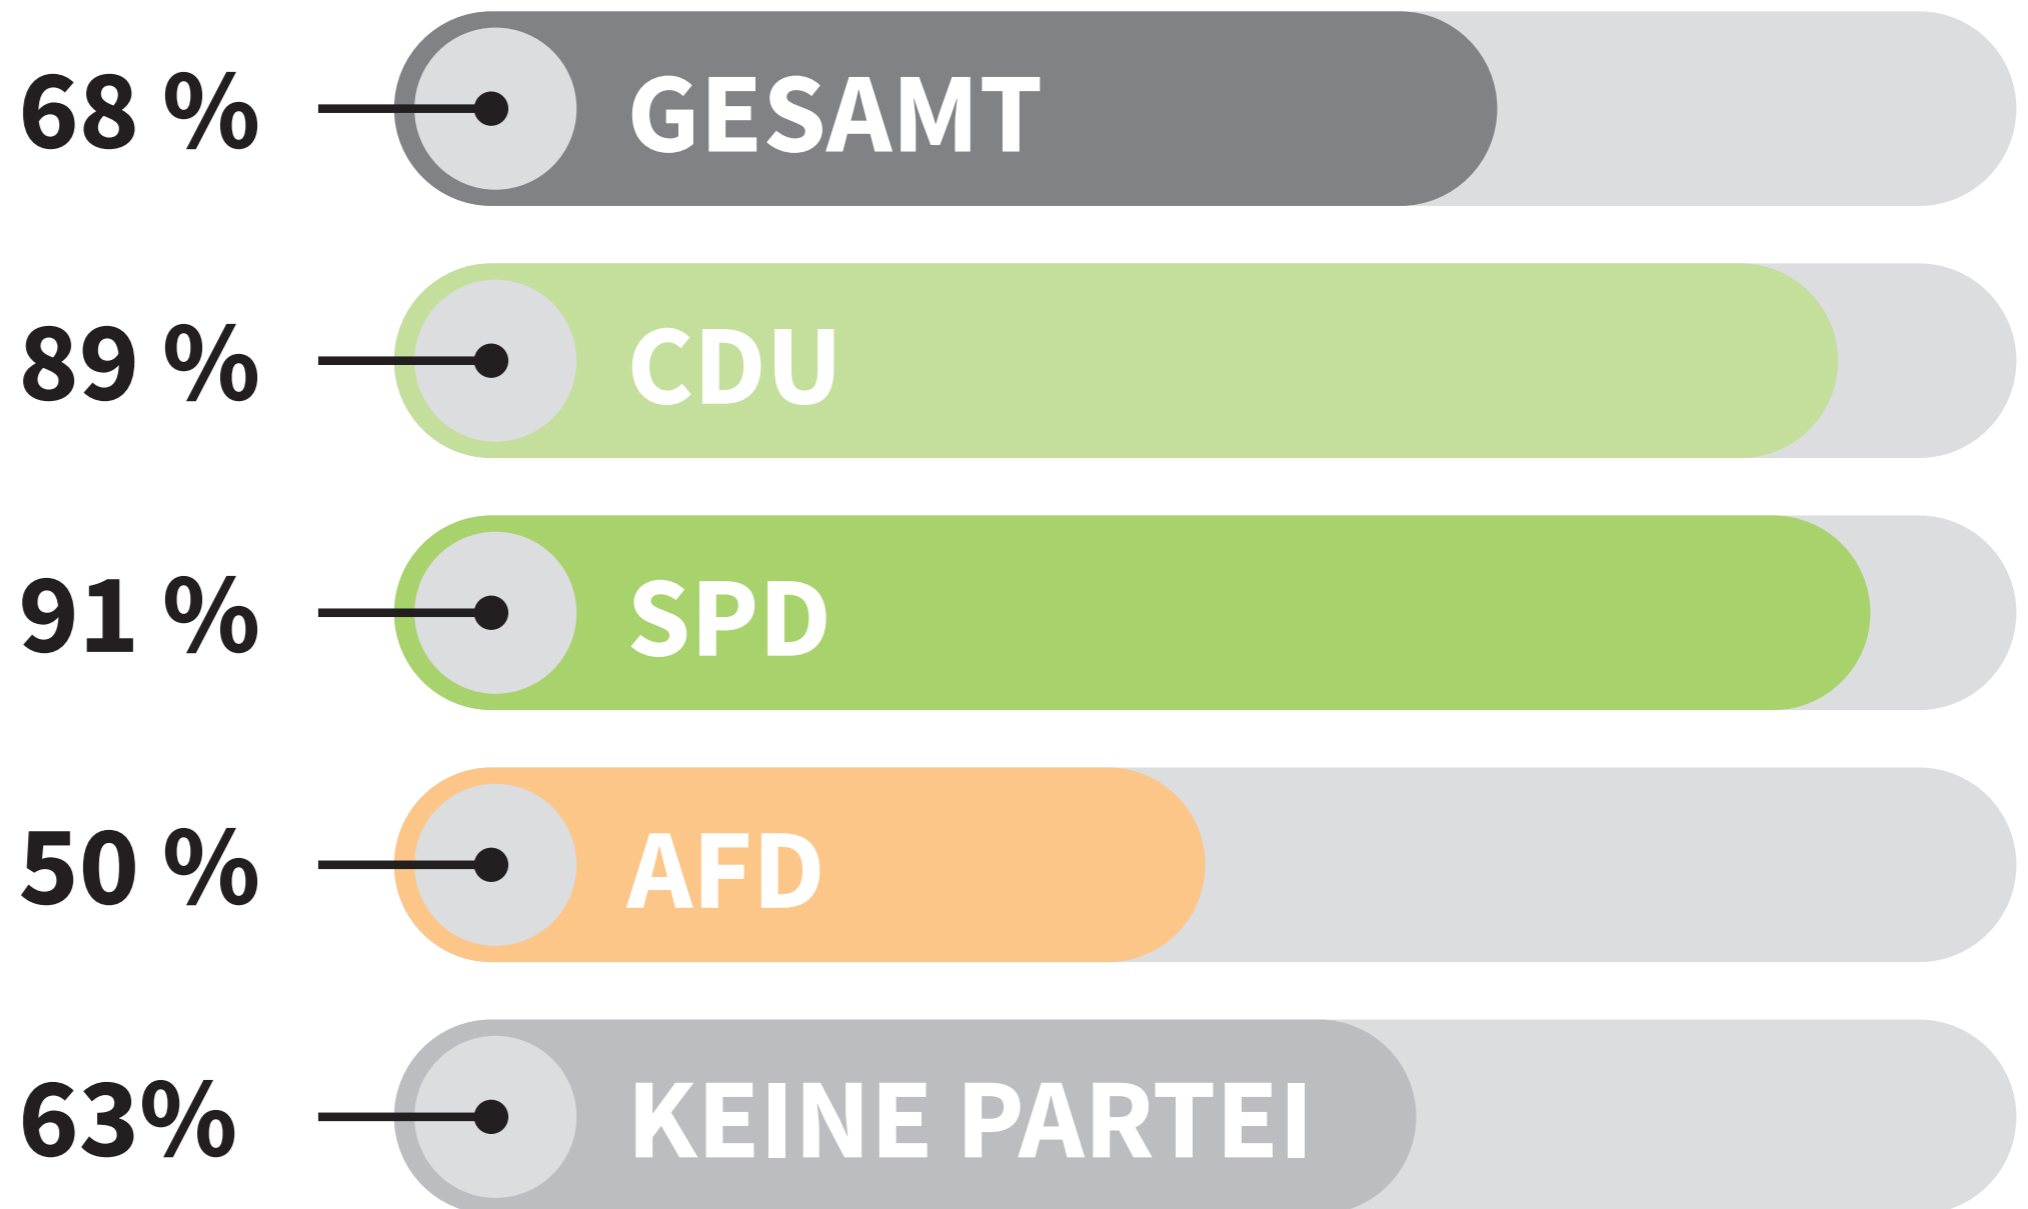 68 % GESAMT
89 % CDU
91 % SPD
50 % AFD
63% KEINE PARTEI